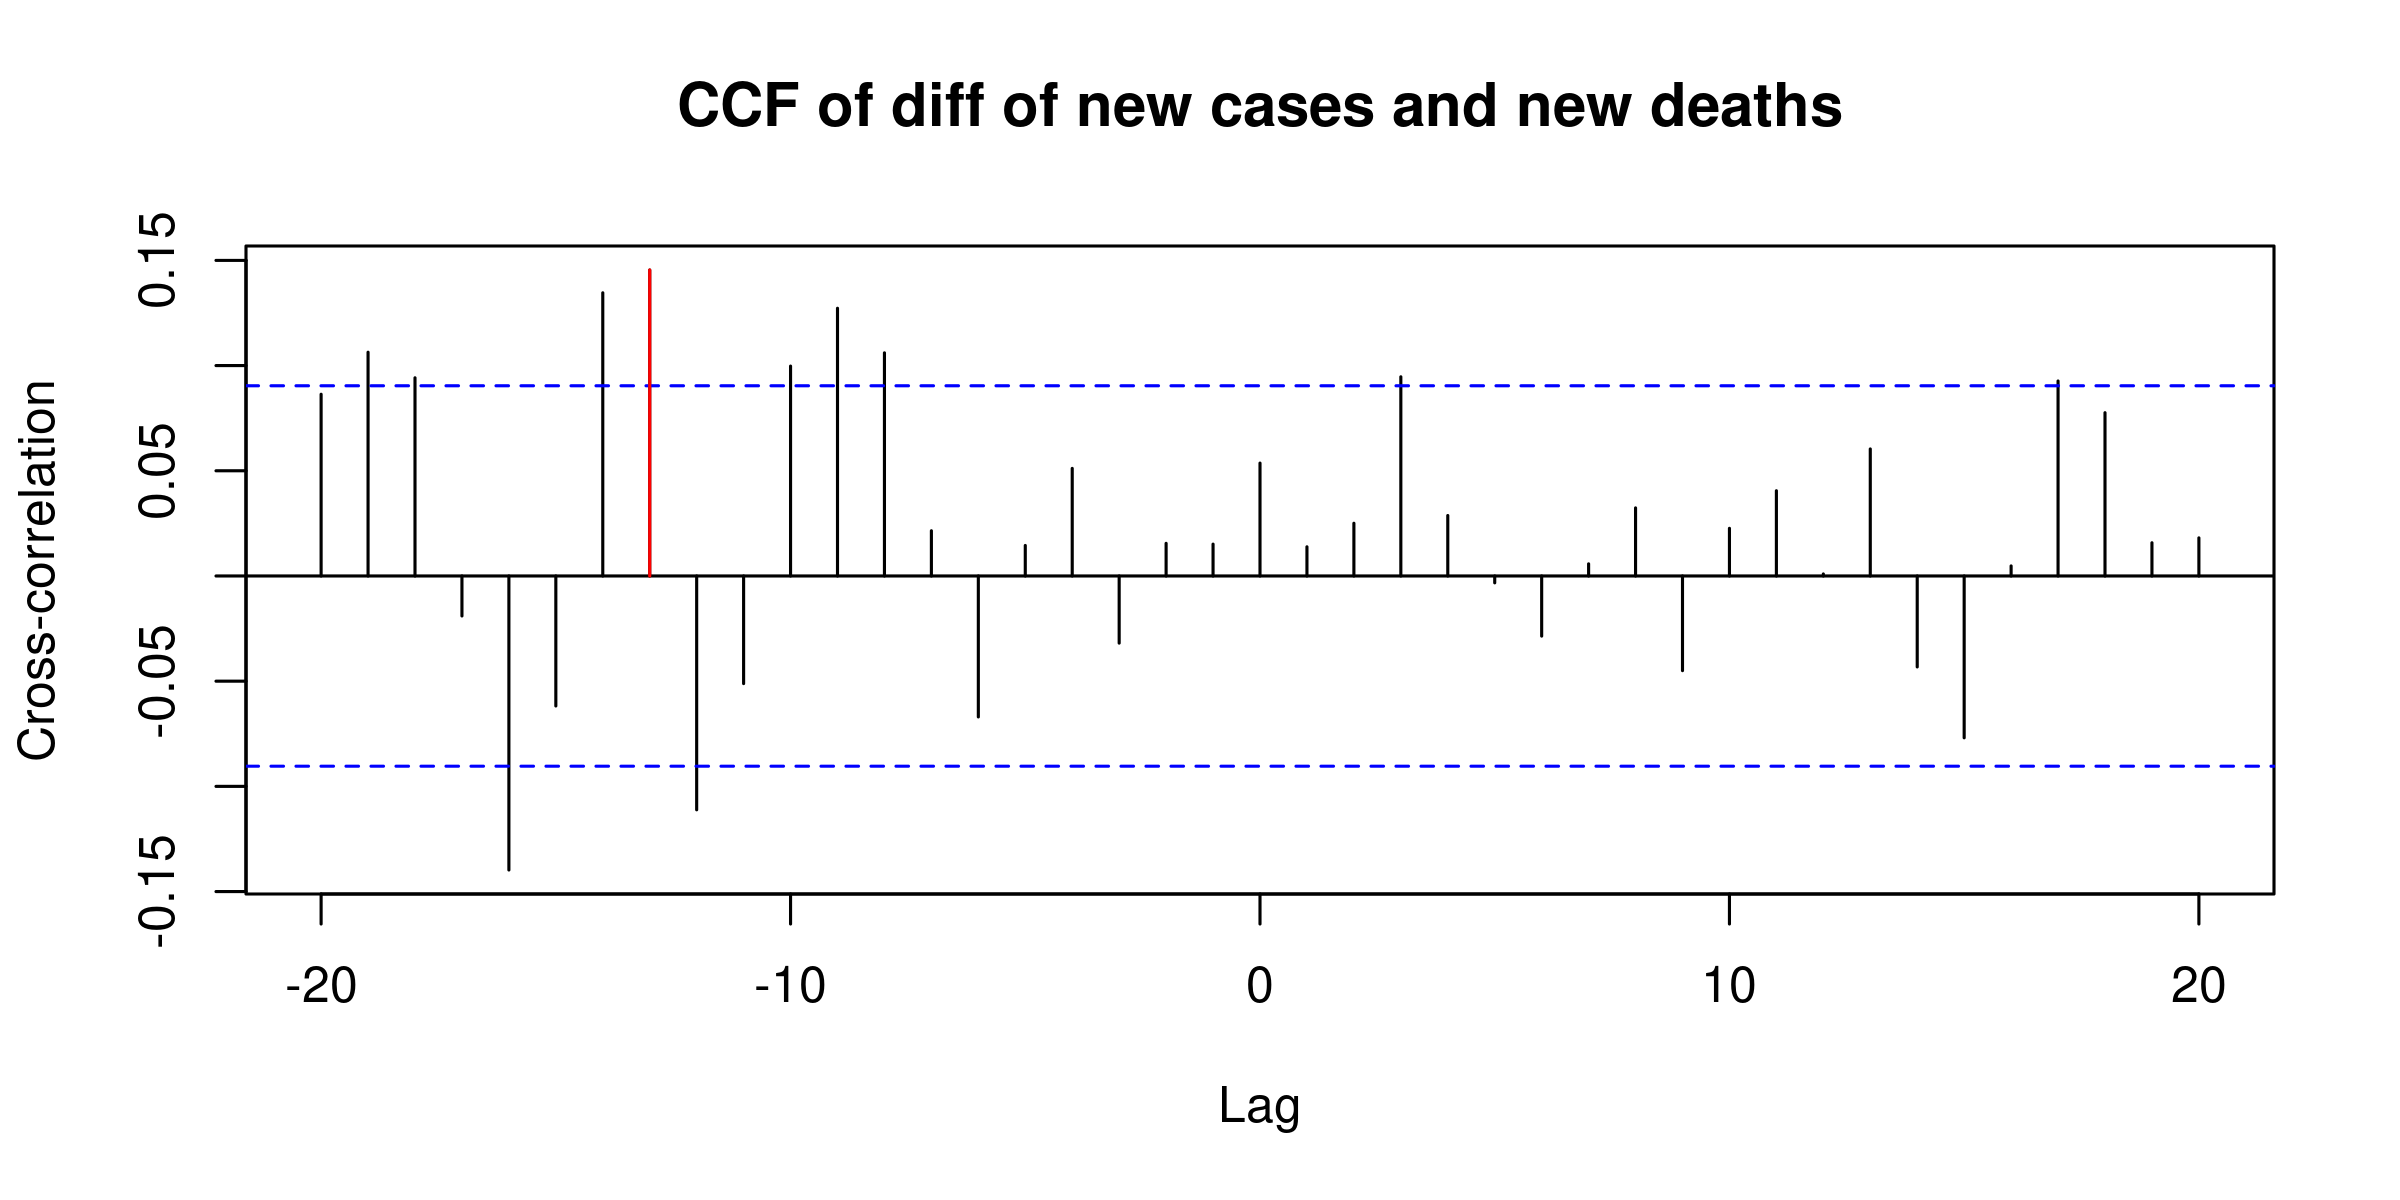 CCF of diff of new cases and new deaths
Cross-correlation
0.15
0.05
-0.05
-0.15
-20 -10 0 10 20
Lag